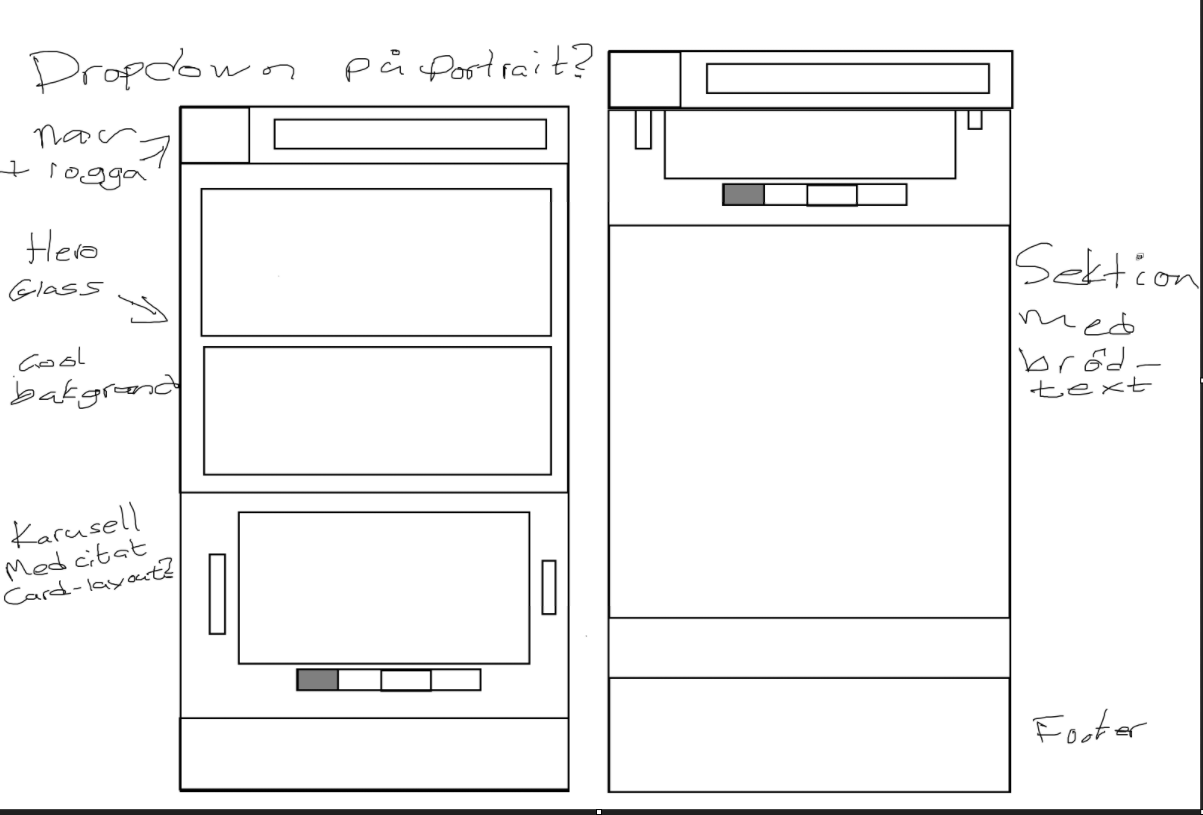 Dropdown på portrait?
nav
+ logga
Hero
Glass
Cool
bakgrund
Karusell
Med citat
Card-layout?
Sektion
med
bröd-
text
Footer